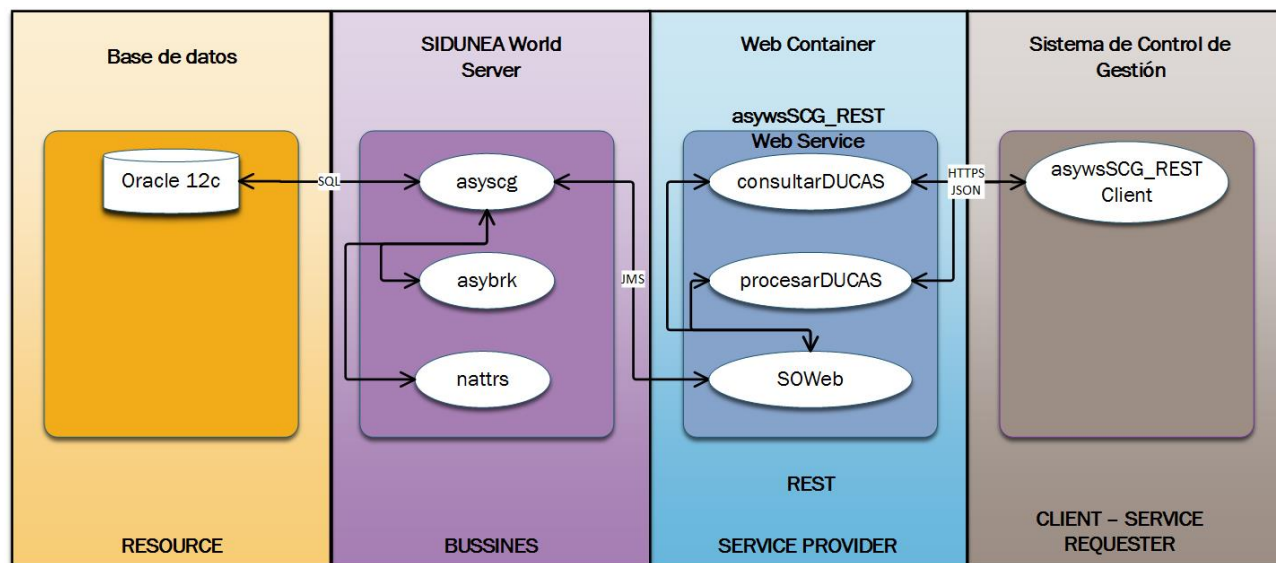 Base de datos
Oracle 12c
RESOURCE
SQL
SIDUNEA World
Server
asyscg
asybrk
nattrs
BUSSINES
JMS
Web Container
asywsSCG_REST
Web Service
consultarDUCAS
procesarDUCAS
SOWeb
REST
SERVICE PROVIDER
HTTPS
JSON
Sistema de Control de
Gestión
asywsSCG_REST
Client
CLIENT – SERVICE
REQUESTER